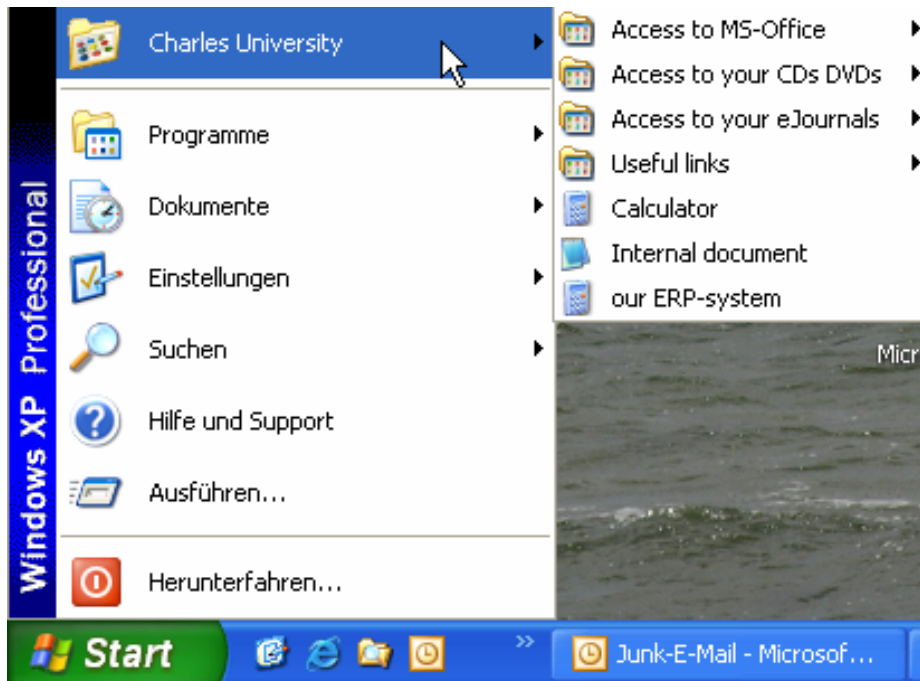 Charles University
Programme
Dokumente
Einstellungen
Suchen
Hilfe und Support
Ausführen...
Herunterfahren...
Windows XP Professional
Access to MS-Office
Access to your CDs DVDs
Access to your eJournals
Useful links
Calculator
Internal document
our ERP-system
Micr
Start
Junk-E-Mail - Microsof...